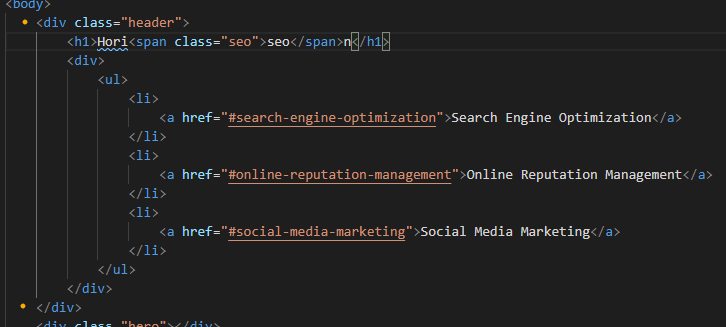 <body>
<div class="header">
<h1>Hori<span class="seo">seo</span>n</h1>
<div>
<ul>
<li>
<a href="#search-engine-optimization">Search Engine Optimization</a>
</li>
<li>
<a href="#online-reputation-management">Online Reputation Management</a>
</li>
<li>
<a href="#social-media-marketing">Social Media Marketing</a>
</li>
</ul>
</div>
</div>
<div class="hero"></div>